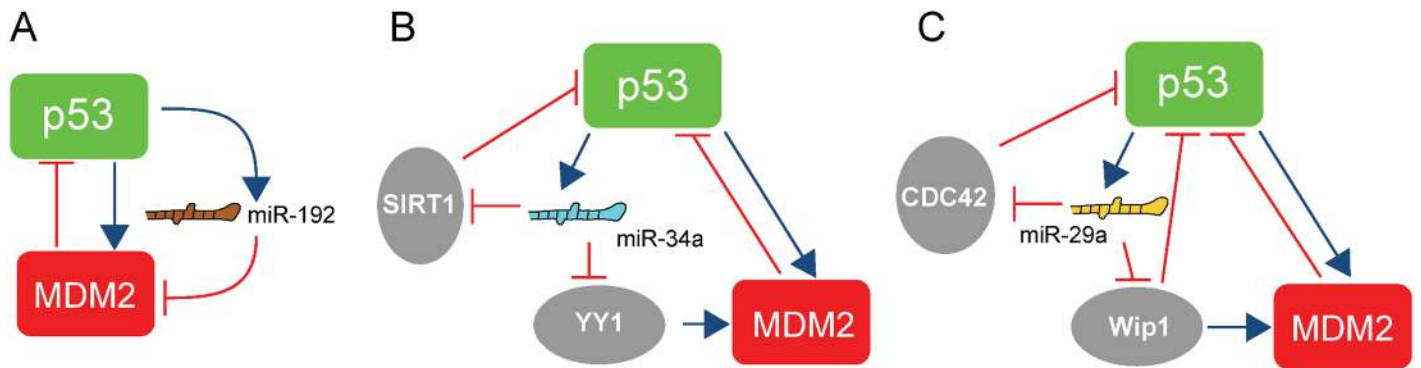 A
p53
miR-192
MDM2
B
p53
SIRT1
miR-34a
YY1
MDM2
C
p53
CDC42
miR-29a
Wip1
MDM2